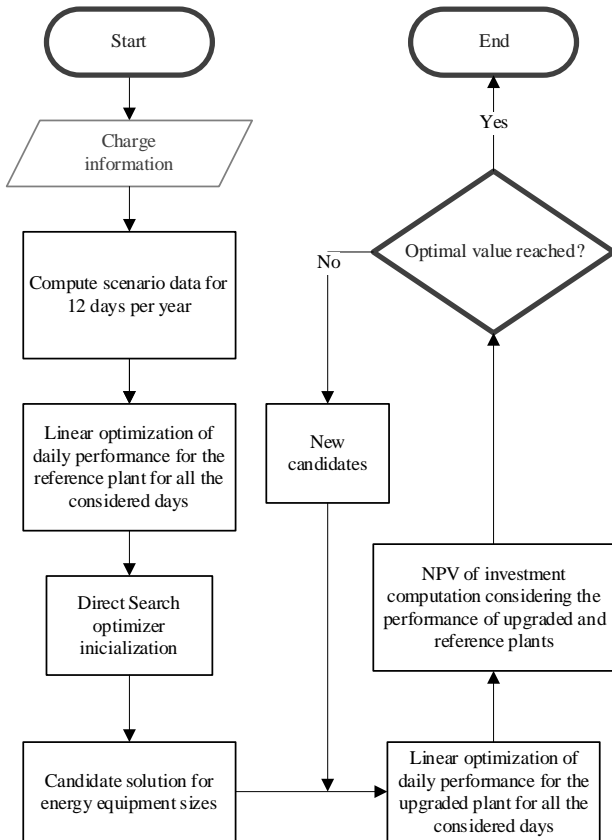 Start
Charge
information
Compute scenario data for
12 days per year
Linear optimization of
daily performance for the
reference plant for all the
considered days
Direct Search
optimizer
inicialization
Candidate solution for
energy equipment sizes
End
Yes
Optimal value reached?
No
New
candidates
NPV of investment
computation considering the
performance of upgraded and
reference plants
Linear optimization of
daily performance for the
upgraded plant for all the
considered days